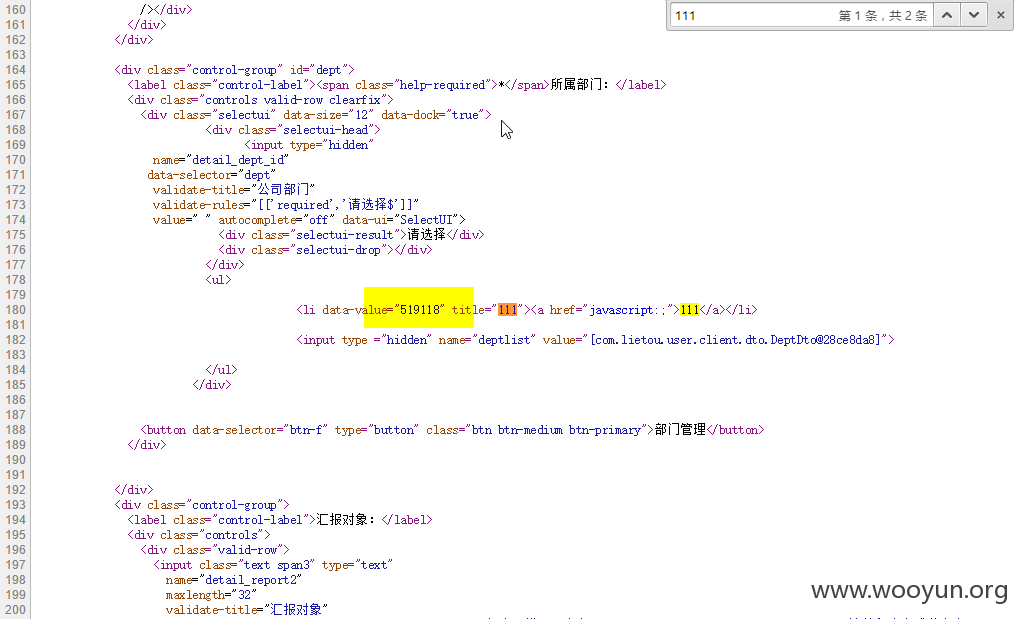 111 第 1 条，共 2 条
160 /></div>
161 </div>
162 </div>
163
164 <div class="control-group" id="dept">
165 <label class="control-label"><span class="help-required">*</span>所属部门：</label>
166 <div class="controls valid-row clearfix">
167 <div class="selectui" data-size="12" data-dock="true">
168 <div class="selectui-head">
169 <input type="hidden"
170 name="detail_dept_id"
171 data-selector="dept"
172 validate-title="公司部门"
173 validate-rules="[['required','请选择$']]"
174 value=" " autocomplete="off" data-ui="SelectUI">
175 <div class="selectui-result">请选择</div>
176 <div class="selectui-drop"></div>
177 </div>
178 <ul>
179
180 <li data-value="519118" title="111"><a href="javascript:;">111</a></li>
181
182 <input type ="hidden" name="deptlist" value="[com.lietou.user.client.dto.DeptDto@28ce8da8]">
183
184 </ul>
185 </div>
186
187
188 <button data-selector="btn-f" type="button" class="btn btn-medium btn-primary">部门管理</button>
189 </div>
190
191
192 </div>
193 <div class="control-group">
194 <label class="control-label">汇报对象：</label>
195 <div class="controls">
196 <div class="valid-row">
197 <input class="text span3" type="text"
198 name="detail_report2"
199 maxlength="32"
200 validate-title="汇报对象"
www.wooyun.org